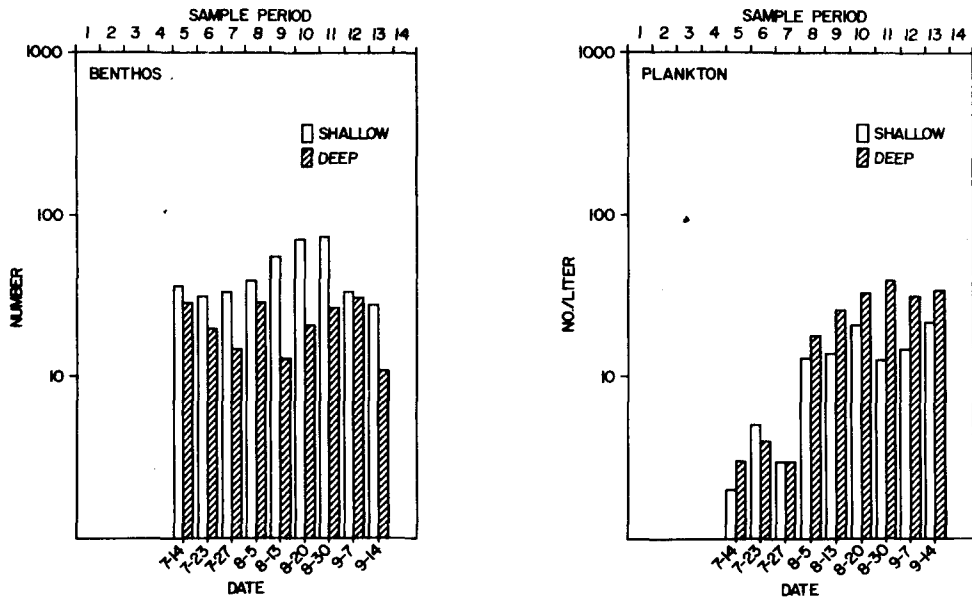 SAMPLE PERIOD
1 2 3 4 5 6 7 8 9 10 11 12 13 14
1000
BENTHOS
SHALLOW
DEEP
100
10
NUMBER
7-14 7-23 7-27 8-5 8-13 8-20 8-30 9-7 9-14
DATE
SAMPLE PERIOD
1 2 3 4 5 6 7 8 9 10 11 12 13 14
1000
PLANKTON
SHALLOW
DEEP
100
10
NO./LITER
7-14 7-23 7-27 8-5 8-13 8-20 8-30 9-7 9-14
DATE